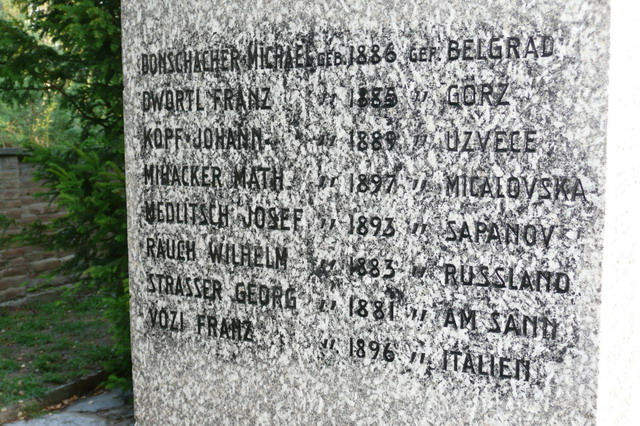 DONSCHACHER MICHAEL GEB. 1886 GEF. BELGRAD
DWORTL FRANZ " 1885 " GÖRZ
KOPF JOHANN " 1889 " UZVECE
MIHACKER MATH. " 1897 " MICALOVSKA
MEDLITSCH JOSEF " 1893 " SAPANOV
RAUCH WILHELM " 1883 " RUSSLAND
STRASSER GEORG " 1881 " AM SANN
VOZI FRANZ " 1896 " ITALIEN